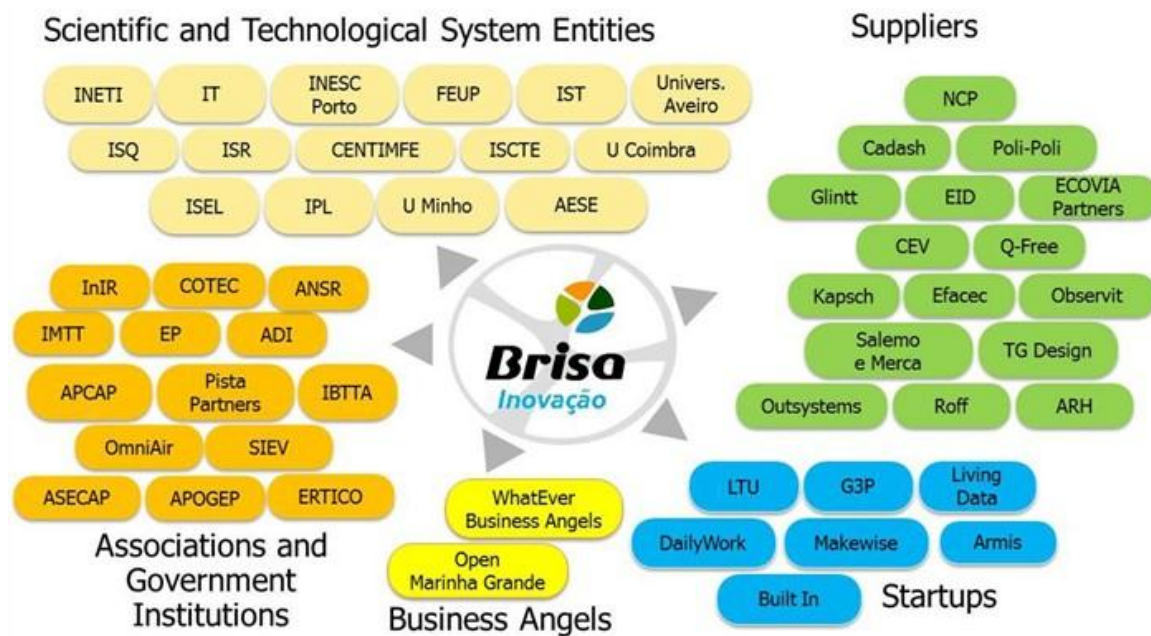 Scientific and Technological System Entities
INETI
IT
INESC
Porto
FEUP
IST
Univers.
Aveiro
ISQ
ISR
CENTIMFE
ISCTE
U Coimbra
ISEL
IPL
U Minho
AESE
Suppliers
NCP
Cadash
Poli-Poli
Glintt
EID
ECOVIA
Partners
CEV
Q-Free
Kapsch
Efacec
Observit
Salemo
e Merca
TG Design
Outsystems
Roff
ARH
InIR
COTEC
ANSR
IMTT
EP
ADI
APCAP
Pista
Partners
IBTTA
OmniAir
SIEV
ASECAP
APOGEP
ERTICO
Associations and
Government
Institutions
Brisa
Inovação
WhatEver
Business Angels
Open
Marinha Grande
Business Angels
LTU
G3P
Living
Data
DailyWork
Makewise
Armis
Built In
Startups